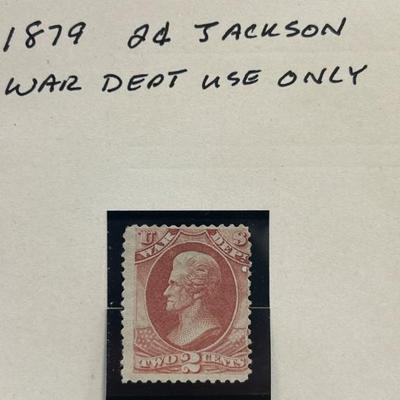 1879 2¢ JACKSON
WAR DEPT USE ONLY
U S
WAR DEPT.
TWO 2 CENTS